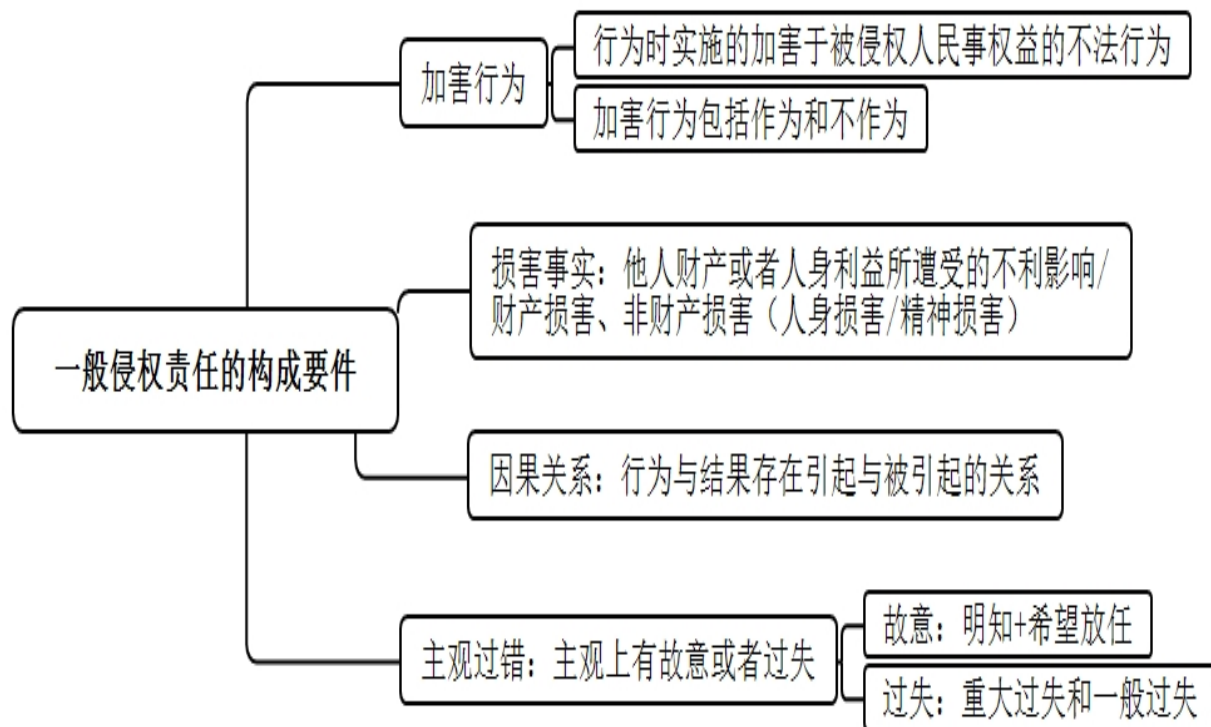 一般侵权责任的构成要件
加害行为
行为时实施的加害于被侵权人民事权益的不法行为
加害行为包括作为和不作为
损害事实：他人财产或者人身利益所遭受的不利影响/
财产损害、非财产损害（人身损害/精神损害）
因果关系：行为与结果存在引起与被引起的关系
主观过错：主观上有故意或者过失
故意：明知+希望放任
过失：重大过失和一般过失